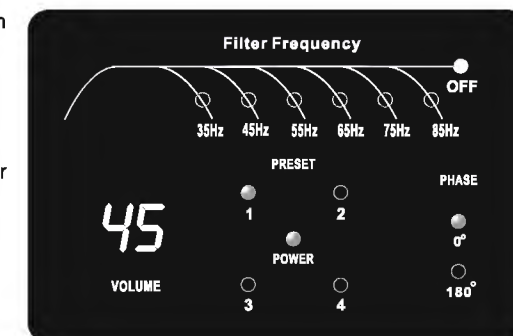 n
Filter Frequency
OFF
35Hz 45Hz 55Hz 65Hz 75Hz 85Hz
r
PRESET
PHASE
1 2
45
0°
POWER
VOLUME
3 4
180°